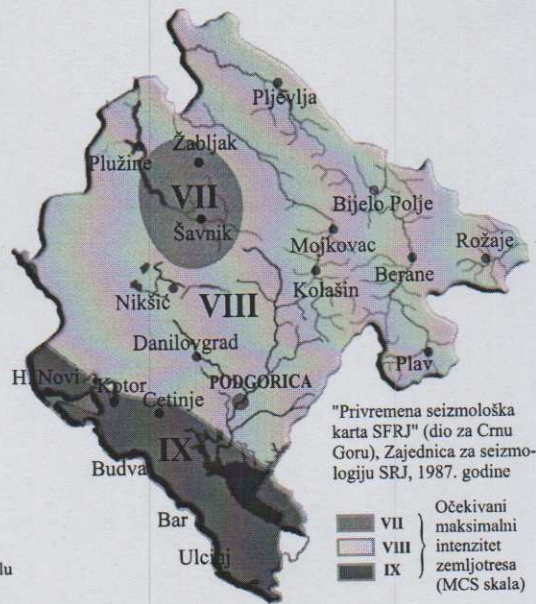 Pljevlja
Žabljak
Plužine
VII
Šavnik
Bijelo Polje
Mojkovac
Rožaje
Berane
Kolašin
Nikšić
VIII
Danilovgrad
Plav
H. Novi
Kotor
PODGORICA
Cetinje
IX
Budva
Bar
Ulcinj
"Privremena seizmološka
karta SFRJ" (dio za Crnu
Goru), Zajednica za seizmo-
logiju SRJ, 1987. godine
VII
VIII
IX
Očekivani
maksimalni
intenzitet
zemljotresa
(MCS skala)
lu